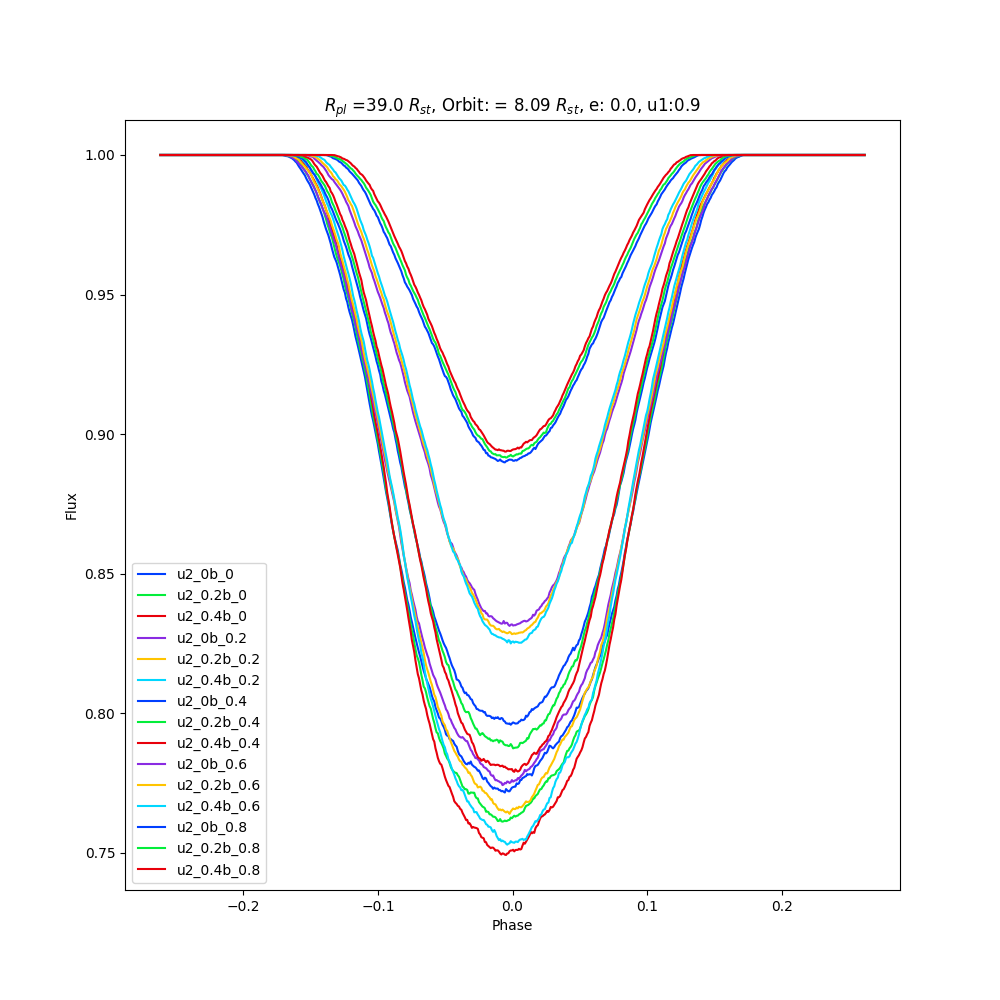 R_pl =39.0 R_st, Orbit: = 8.09 R_st, e: 0.0, u1:0.9
1.00
0.95
0.90
0.85
0.80
0.75
Flux
u2_0b_0
u2_0.2b_0
u2_0.4b_0
u2_0b_0.2
u2_0.2b_0.2
u2_0.4b_0.2
u2_0b_0.4
u2_0.2b_0.4
u2_0.4b_0.4
u2_0b_0.6
u2_0.2b_0.6
u2_0.4b_0.6
u2_0b_0.8
u2_0.2b_0.8
u2_0.4b_0.8
−0.2 −0.1 0.0 0.1 0.2
Phase